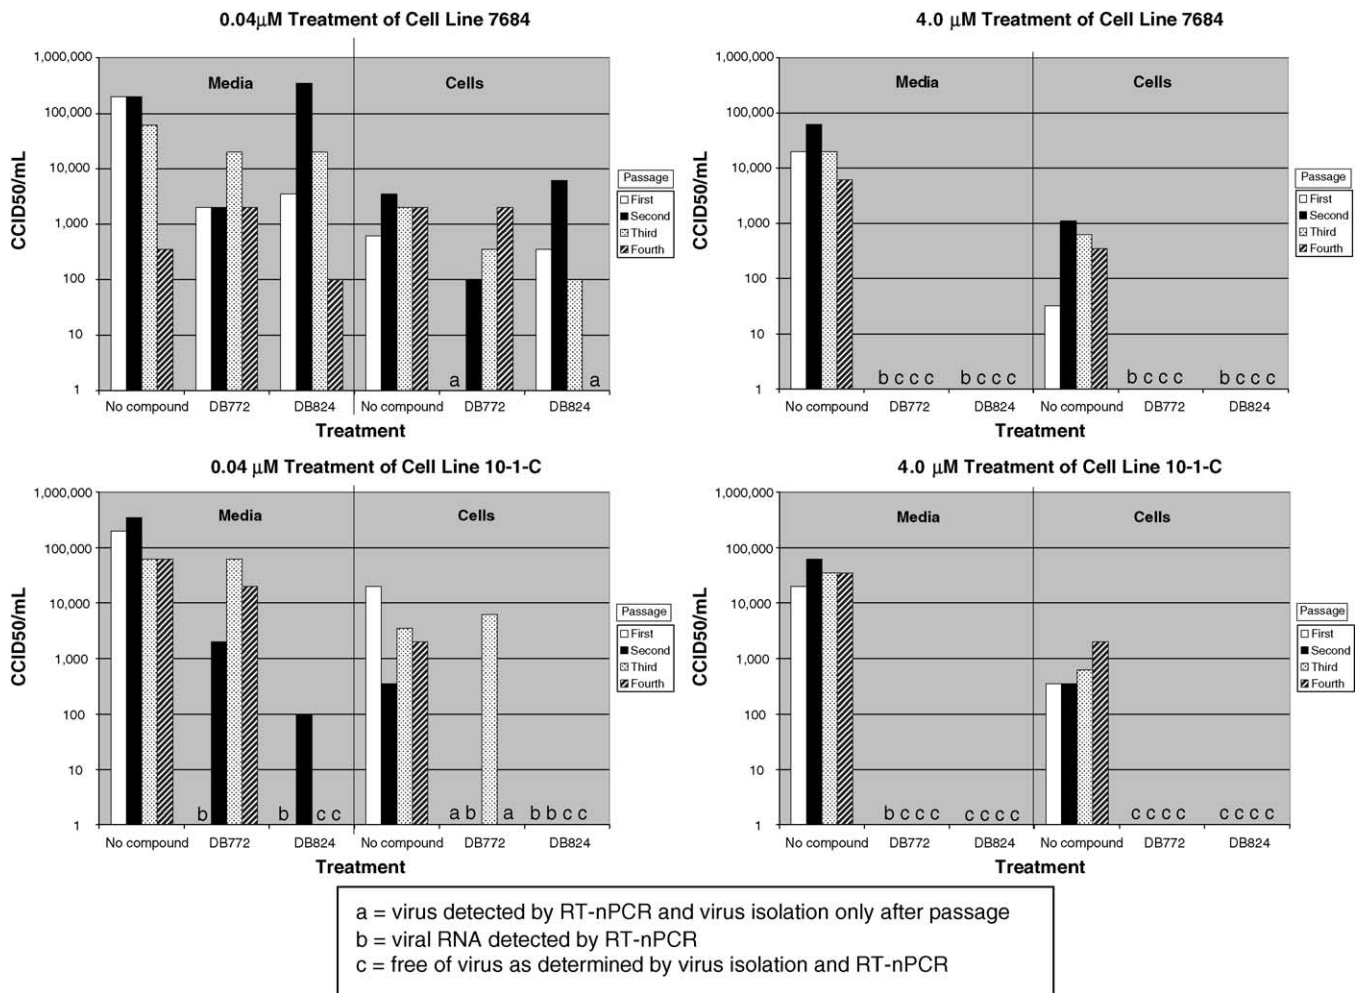 0.04µM Treatment of Cell Line 7684
CCID50/mL
1,000,000
100,000
10,000
1,000
100
10
1
Media
Cells
a
a
No compound
DB772
DB824
No compound
DB772
DB824
Treatment
Passage
First
Second
Third
Fourth
4.0 µM Treatment of Cell Line 7684
CCID50/mL
1,000,000
100,000
10,000
1,000
100
10
1
Media
Cells
b c c c
b c c c
b c c c
b c c c
No compound
DB772
DB824
No compound
DB772
DB824
Treatment
Passage
First
Second
Third
Fourth
0.04 µM Treatment of Cell Line 10-1-C
CCID50/mL
1,000,000
100,000
10,000
1,000
100
10
1
Media
Cells
b
b
c c
a b
a
b b c c
No compound
DB772
DB824
No compound
DB772
DB824
Treatment
Passage
First
Second
Third
Fourth
4.0 µM Treatment of Cell Line 10-1-C
CCID50/mL
1,000,000
100,000
10,000
1,000
100
10
1
Media
Cells
b c c c
c c c c
c c c c
c c c c
No compound
DB772
DB824
No compound
DB772
DB824
Treatment
Passage
First
Second
Third
Fourth
a = virus detected by RT-nPCR and virus isolation only after passage
b = viral RNA detected by RT-nPCR
c = free of virus as determined by virus isolation and RT-nPCR